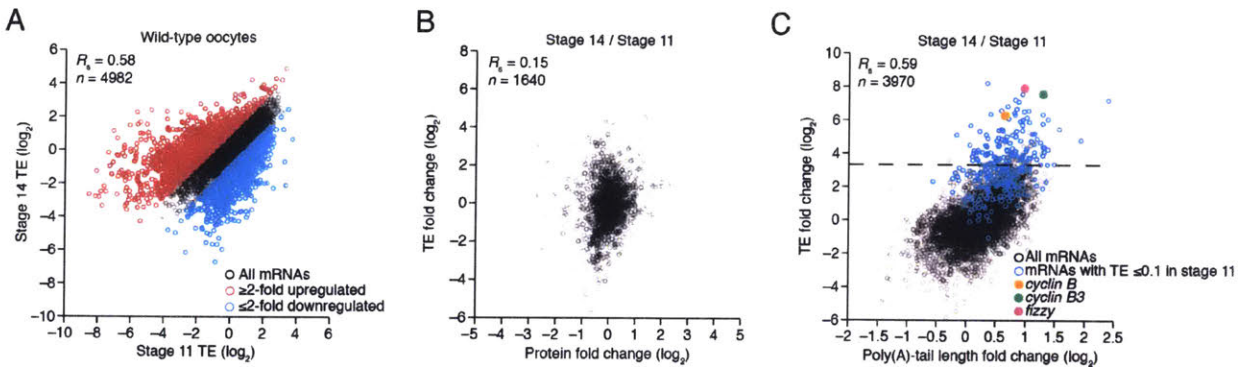 A
Wild-type oocytes
Rs = 0.58
n = 4982
Stage 14 TE (log2)
6
4
2
0
−2
−4
−6
−8
−10
−10 −8 −6 −4 −2 0 2 4 6
Stage 11 TE (log2)
All mRNAs
≥2-fold upregulated
≤2-fold downregulated
B
Stage 14 / Stage 11
Rs = 0.15
n = 1640
TE fold change (log2)
8
6
4
2
0
−2
−4
−6
−5 −4 −3 −2 −1 0 1 2 3 4 5
Protein fold change (log2)
C
Stage 14 / Stage 11
Rs = 0.59
n = 3970
TE fold change (log2)
10
8
6
4
2
0
−2
−4
−6
−2 −1.5 −1 −0.5 0 0.5 1 1.5 2 2.5
Poly(A)-tail length fold change (log2)
All mRNAs
mRNAs with TE ≤0.1 in stage 11
cyclin B
cyclin B3
fizzy